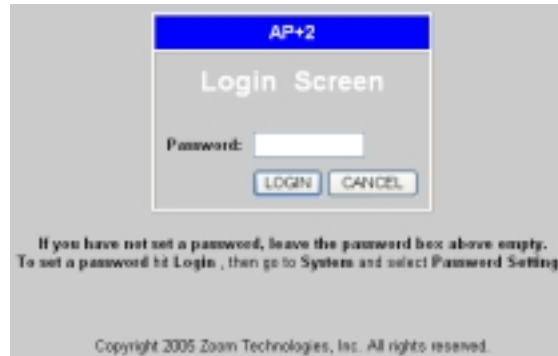 AP+2
Login Screen
Password:
LOGIN CANCEL
If you have not set a password, leave the password box above empty.
To set a password hit Login , then go to System and select Password Setting
Copyright 2005 Zoom Technologies, Inc. All rights reserved.